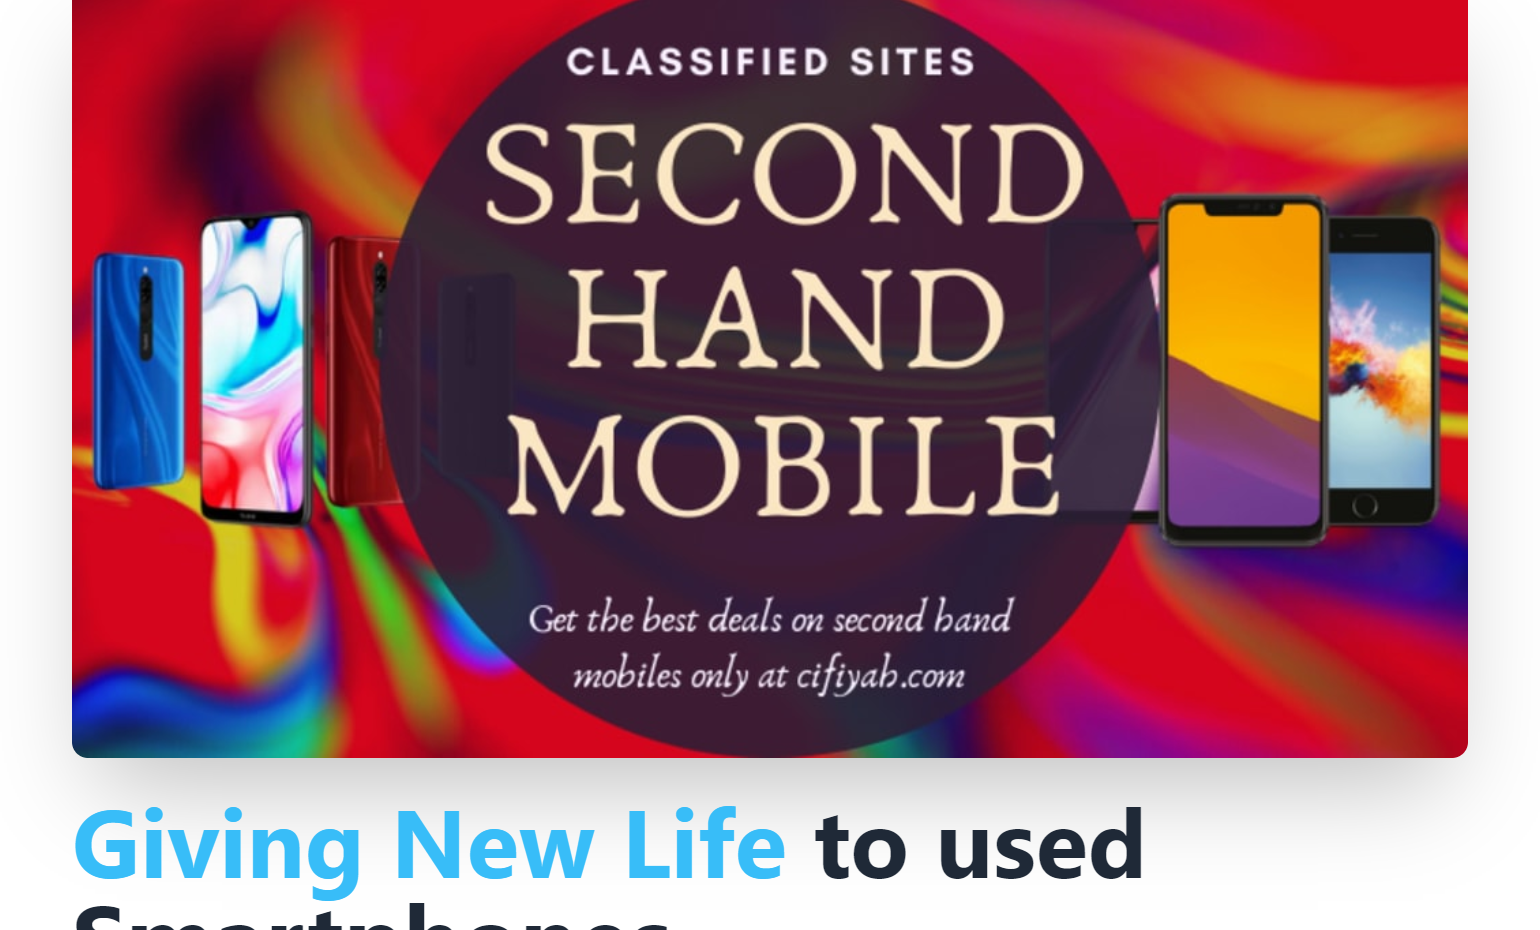 CLASSIFIED SITES
SECOND
HAND
MOBILE
Get the best deals on second hand
mobiles only at cifiyah.com
Giving New Life to used
Smartphones